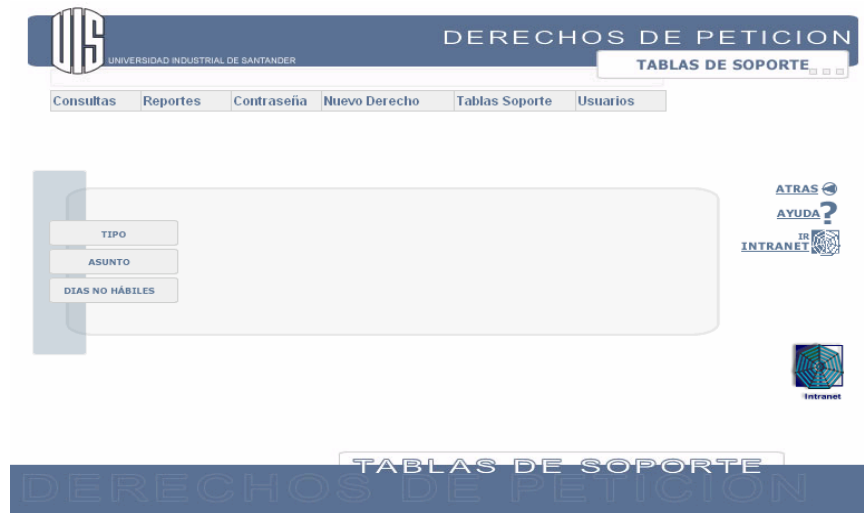 UIS
UNIVERSIDAD INDUSTRIAL DE SANTANDER
DERECHOS DE PETICION
TABLAS DE SOPORTE
Consultas Reportes Contraseña Nuevo Derecho Tablas Soporte Usuarios
ATRAS
AYUDA?
IR
INTRANET
TIPO
ASUNTO
DIAS NO HÁBILES
Intranet
TABLAS DE SOPORTE
DERECHOS DE PETICION